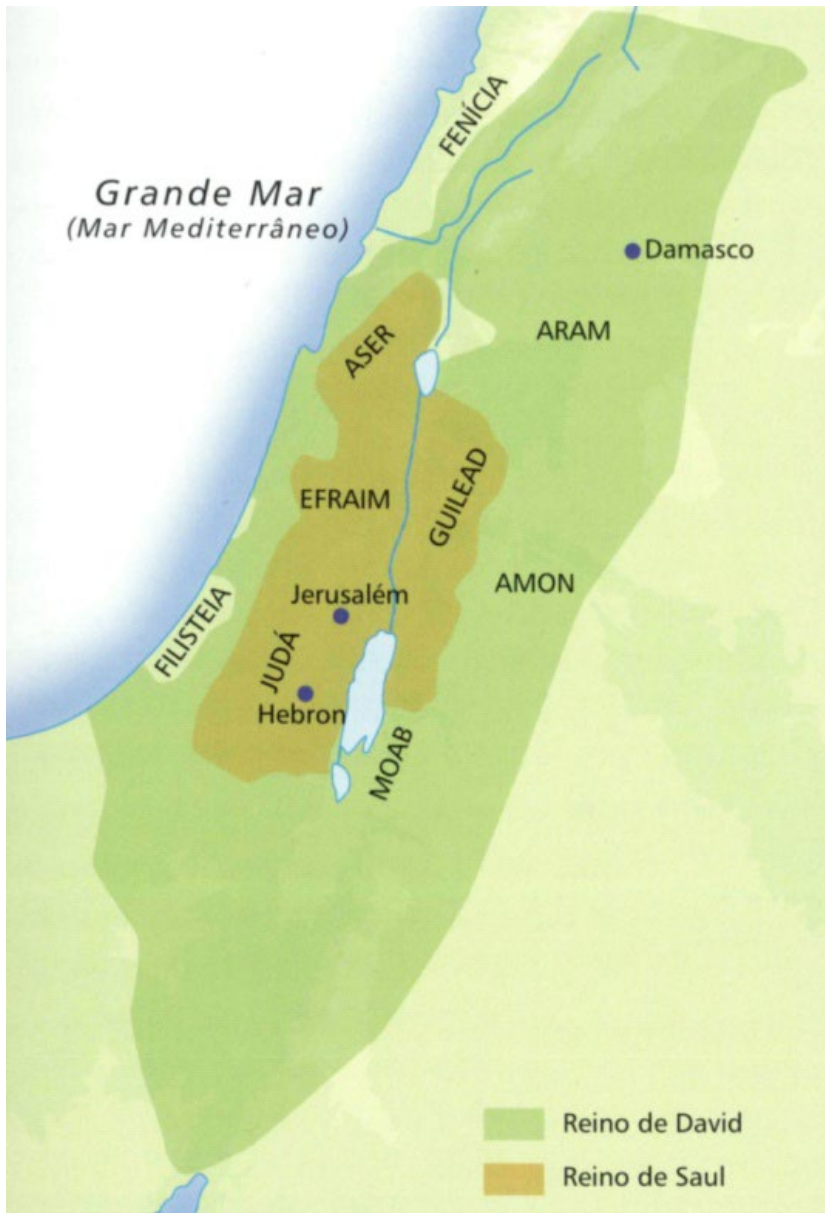 FENÍCIA
Grande Mar
(Mar Mediterrâneo)
Damasco
ASER
ARAM
EFRAIM
GUILEAD
Jerusalém
AMON
FILISTEIA
JUDÁ
Hebron
MOAB
Reino de David
Reino de Saul